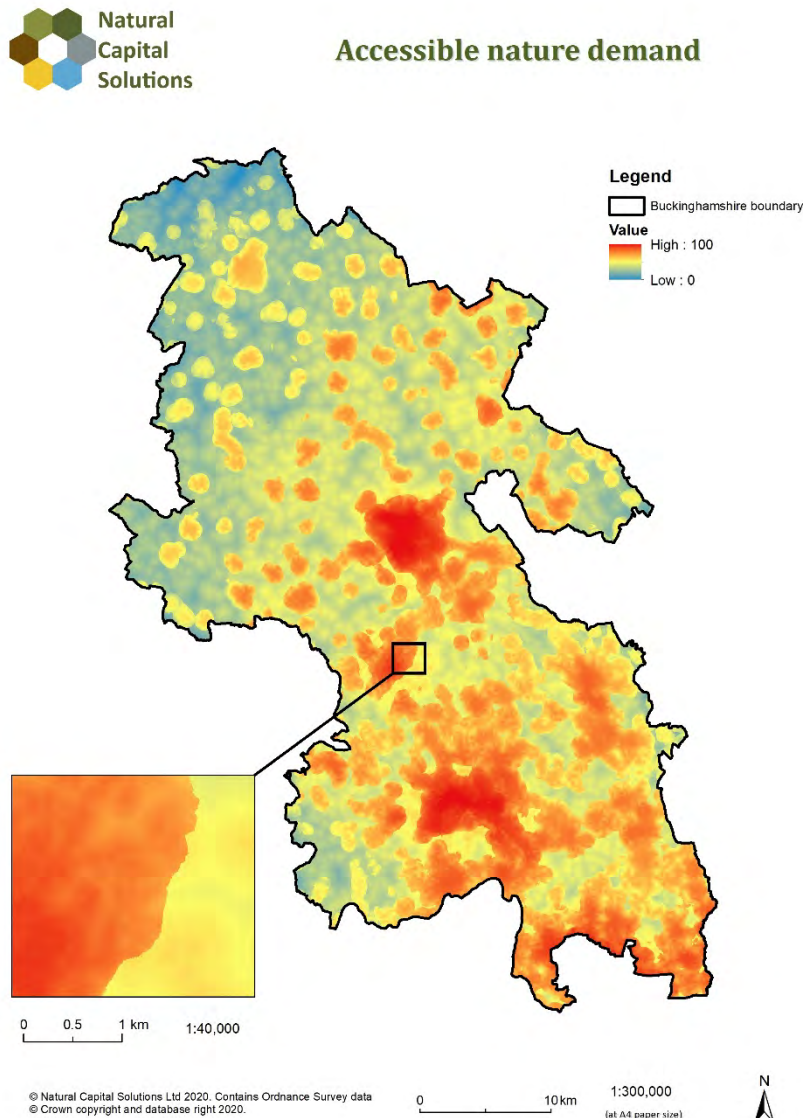 Natural
Capital
Solutions
Accessible nature demand
Legend
Buckinghamshire boundary
Value
High : 100
Low : 0
0 0.5 1 km 1:40,000
© Natural Capital Solutions Ltd 2020. Contains Ordnance Survey data
© Crown copyright and database right 2020.
0 10 km
1:300,000
(at A4 paper size)
N